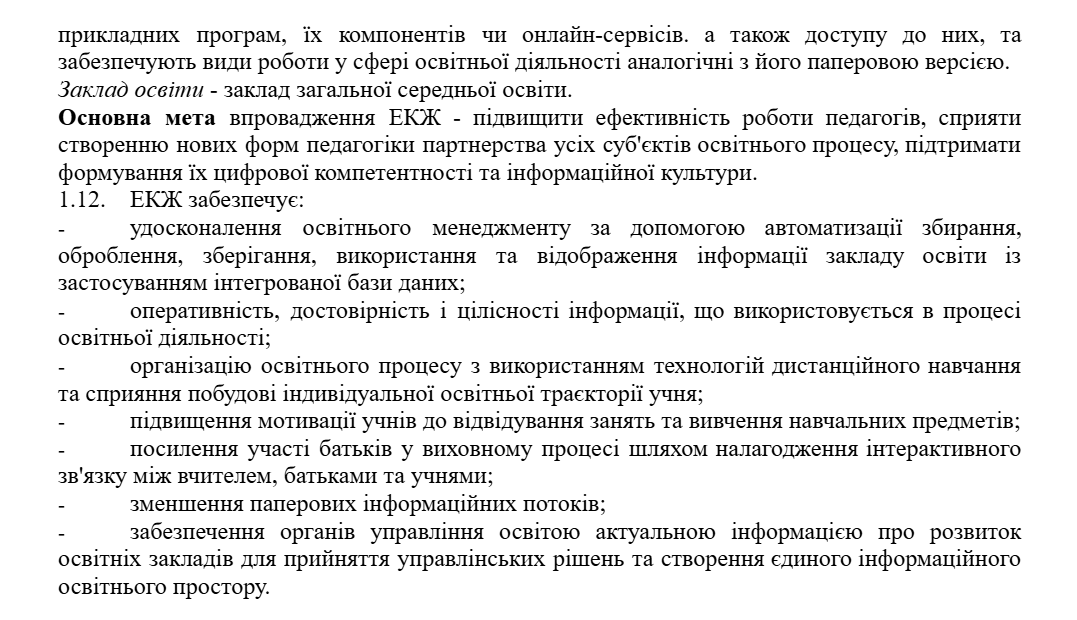 прикладних програм, їх компонентів чи онлайн-сервісів. а також доступу до них, та
забезпечують види роботи у сфері освітньої діяльності аналогічні з його паперовою версією.
Заклад освіти - заклад загальної середньої освіти.
Основна мета впровадження ЕКЖ - підвищити ефективність роботи педагогів, сприяти
створенню нових форм педагогіки партнерства усіх суб'єктів освітнього процесу, підтримати
формування їх цифрової компетентності та інформаційної культури.
1.12. ЕКЖ забезпечує:
- удосконалення освітнього менеджменту за допомогою автоматизації збирання,
оброблення, зберігання, використання та відображення інформації закладу освіти із
застосуванням інтегрованої бази даних;
- оперативність, достовірність і цілісності інформації, що використовується в процесі
освітньої діяльності;
- організацію освітнього процесу з використанням технологій дистанційного навчання
та сприяння побудові індивідуальної освітньої траєкторії учня;
- підвищення мотивації учнів до відвідування занять та вивчення навчальних предметів;
- посилення участі батьків у виховному процесі шляхом налагодження інтерактивного
зв'язку між вчителем, батьками та учнями;
- зменшення паперових інформаційних потоків;
- забезпечення органів управління освітою актуальною інформацією про розвиток
освітніх закладів для прийняття управлінських рішень та створення єдиного інформаційного
освітнього простору.